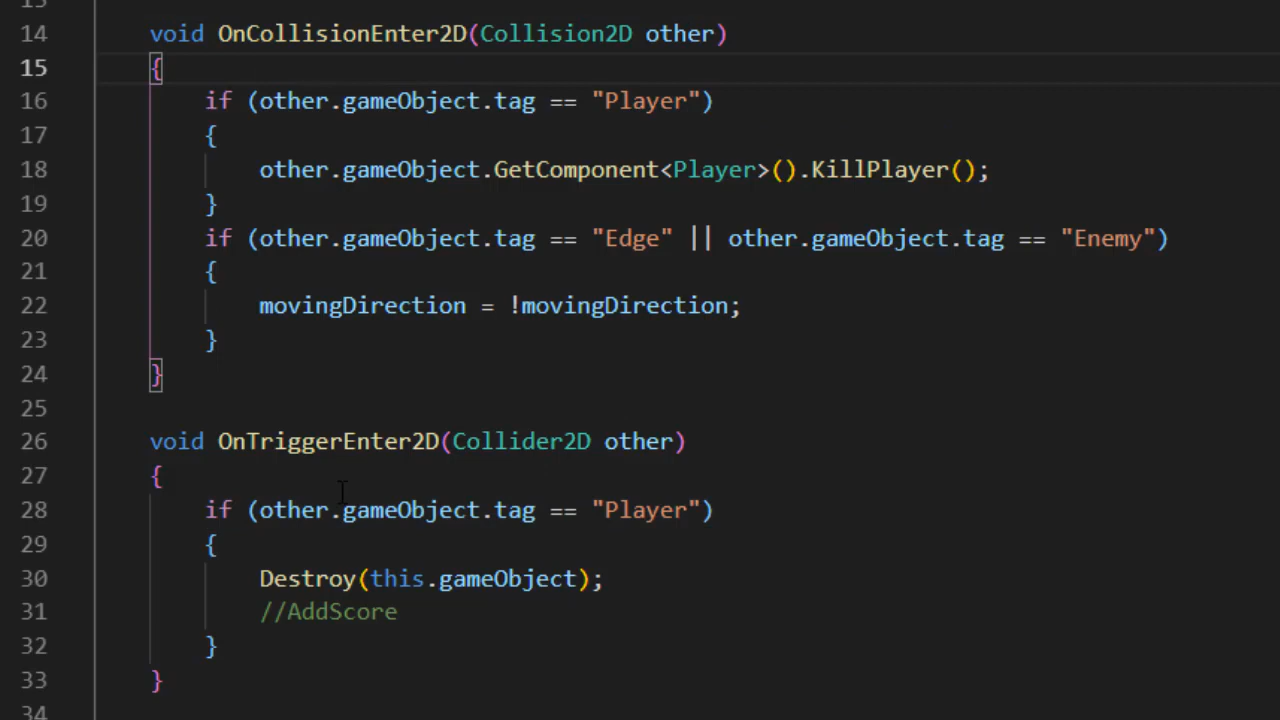 14 void OnCollisionEnter2D(Collision2D other)
15 {
16 if (other.gameObject.tag == "Player")
17 {
18 other.gameObject.GetComponent<Player>().KillPlayer();
19 }
20 if (other.gameObject.tag == "Edge" || other.gameObject.tag == "Enemy")
21 {
22 movingDirection = !movingDirection;
23 }
24 }
25
26 void OnTriggerEnter2D(Collider2D other)
27 {
28 if (other.gameObject.tag == "Player")
29 {
30 Destroy(this.gameObject);
31 //AddScore
32 }
33 }
34